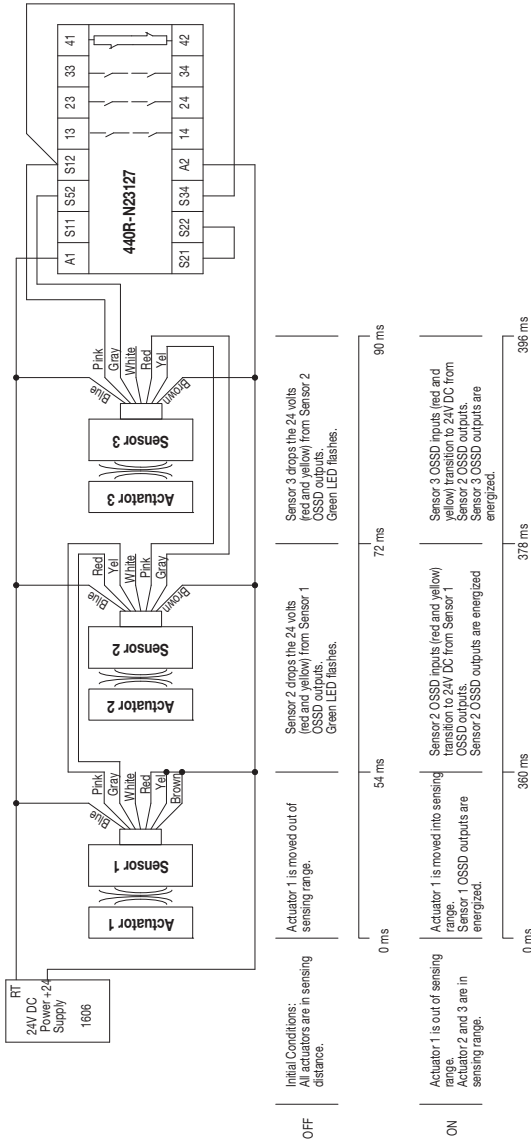 RT
24V DC
Power +24
Supply
1606
Actuator 1
Sensor 1
Blue
Pink
Gray
White
Red
Yel
Brown
Actuator 2
Sensor 2
Blue
Red
Yel
White
Pink
Gray
Brown
Actuator 3
Sensor 3
Blue
Pink
Gray
White
Red
Yel
Brown
A1 S11 S52 S12 13 23 33 41
440R-N23127
S21 S22 S34 A2 14 24 34 42
OFF
Initial Conditions:
All actuators are in sensing
distance.
Actuator 1 is moved out of
sensing range.
Sensor 2 drops the 24 volts
(red and yellow) from Sensor 1
OSSD outputs.
Green LED flashes.
Sensor 3 drops the 24 volts
(red and yellow) from Sensor 2
OSSD outputs.
Green LED flashes.
0 ms
54 ms
72 ms
90 ms
ON
Actuator 1 is out of sensing
range.
Actuator 2 and 3 are in
sensing range.
Actuator 1 is moved into sensing
range.
Sensor 1 OSSD outputs are
energized.
Sensor 2 OSSD inputs (red and yellow)
transition to 24V DC from Sensor 1
OSSD outputs.
Sensor 2 OSSD outputs are energized
Sensor 3 OSSD inputs (red and
yellow) transition to 24V DC from
Sensor 2 OSSD outputs.
Sensor 3 OSSD outputs are
energized.
0 ms
360 ms
378 ms
396 ms